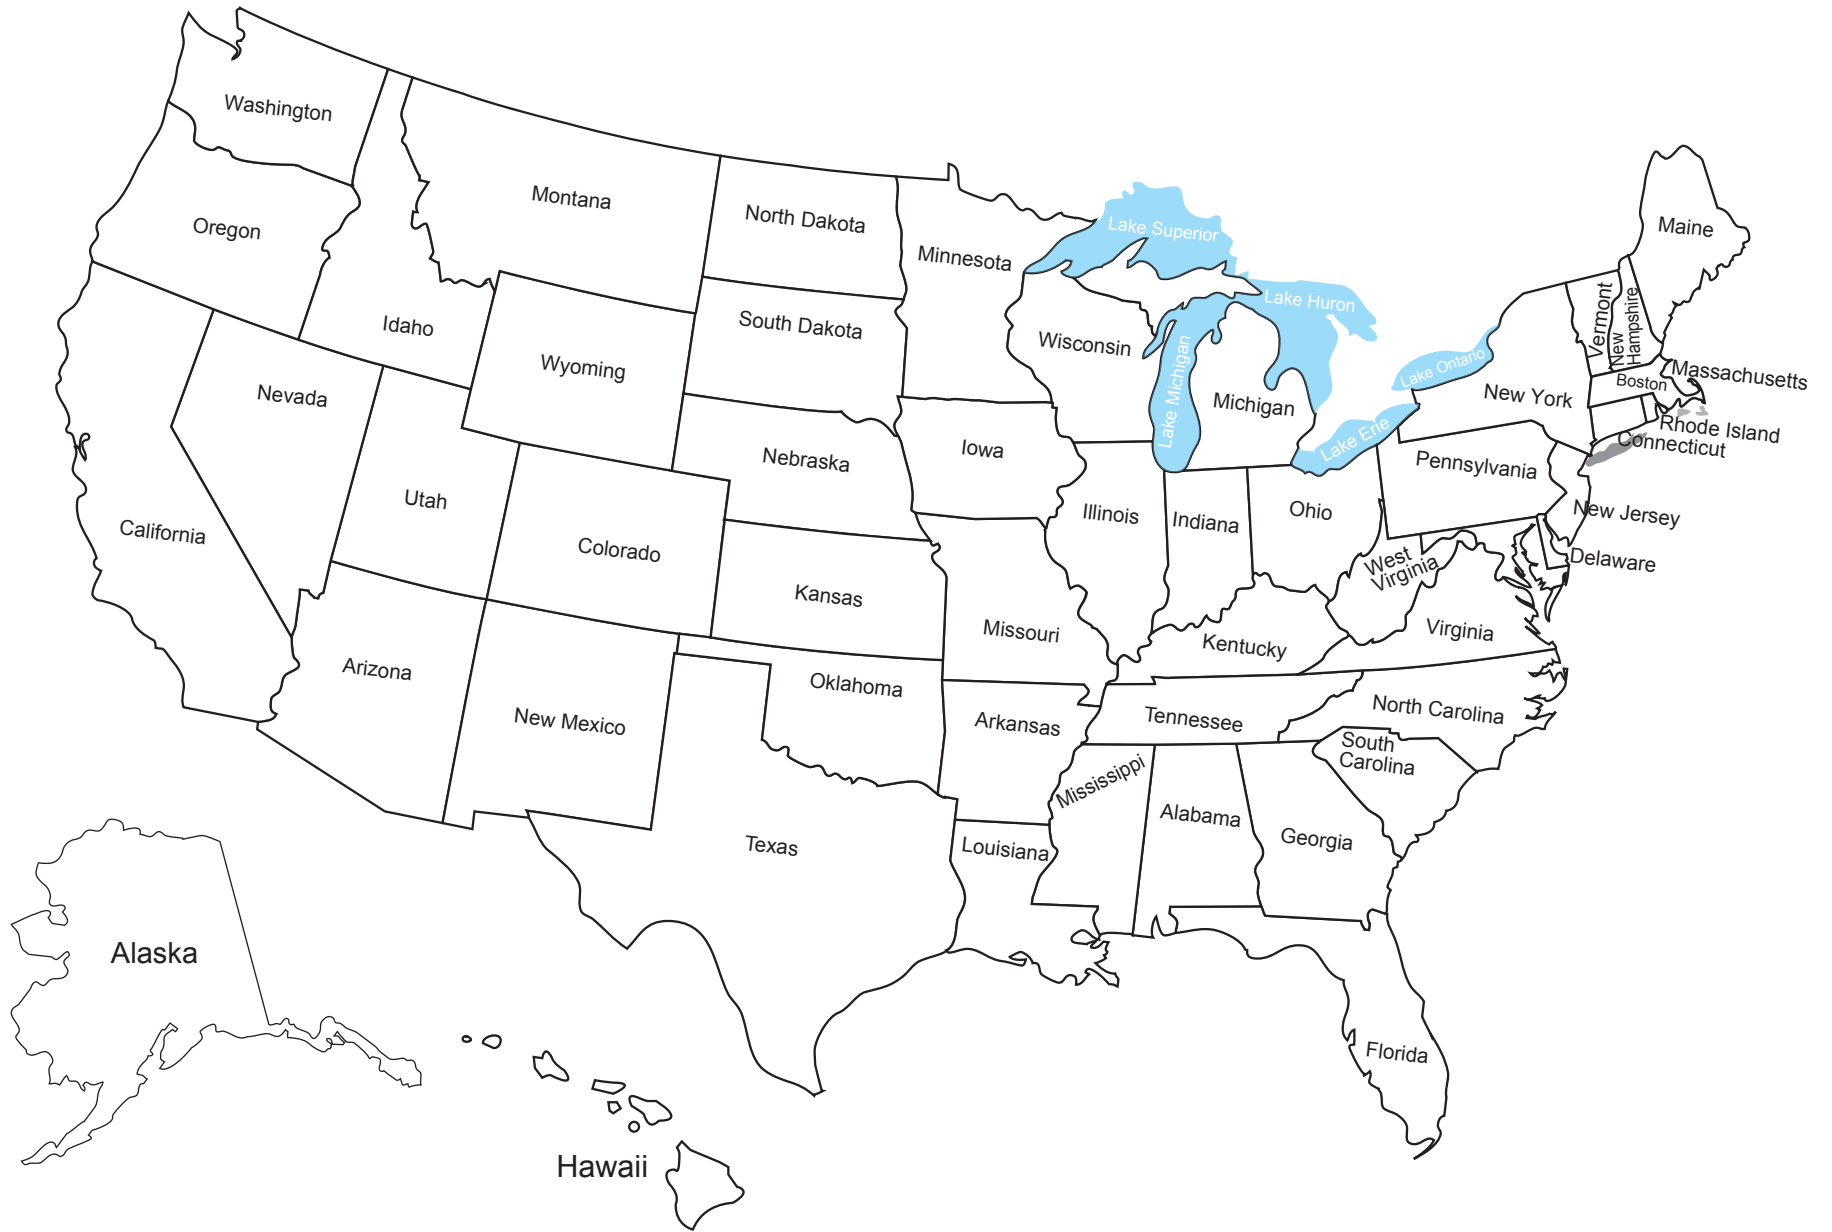 Washington
Oregon
Idaho
Montana
North Dakota
Minnesota
Lake Superior
Lake Huron
Maine
Vermont
New
Hampshire
South Dakota
Wisconsin
Wyoming
Lake Michigan
Michigan
Lake Ontario
New York
Boston
Massachusetts
Rhode Island
Connecticut
Nevada
Utah
California
Colorado
Nebraska
Iowa
Illinois
Indiana
Ohio
Lake Erie
Pennsylvania
New Jersey
Delaware
West
Virginia
Virginia
Kansas
Missouri
Kentucky
Arizona
New Mexico
Oklahoma
Arkansas
Tennessee
North Carolina
South
Carolina
Mississippi
Alabama
Georgia
Texas
Louisiana
Florida
Alaska
Hawaii